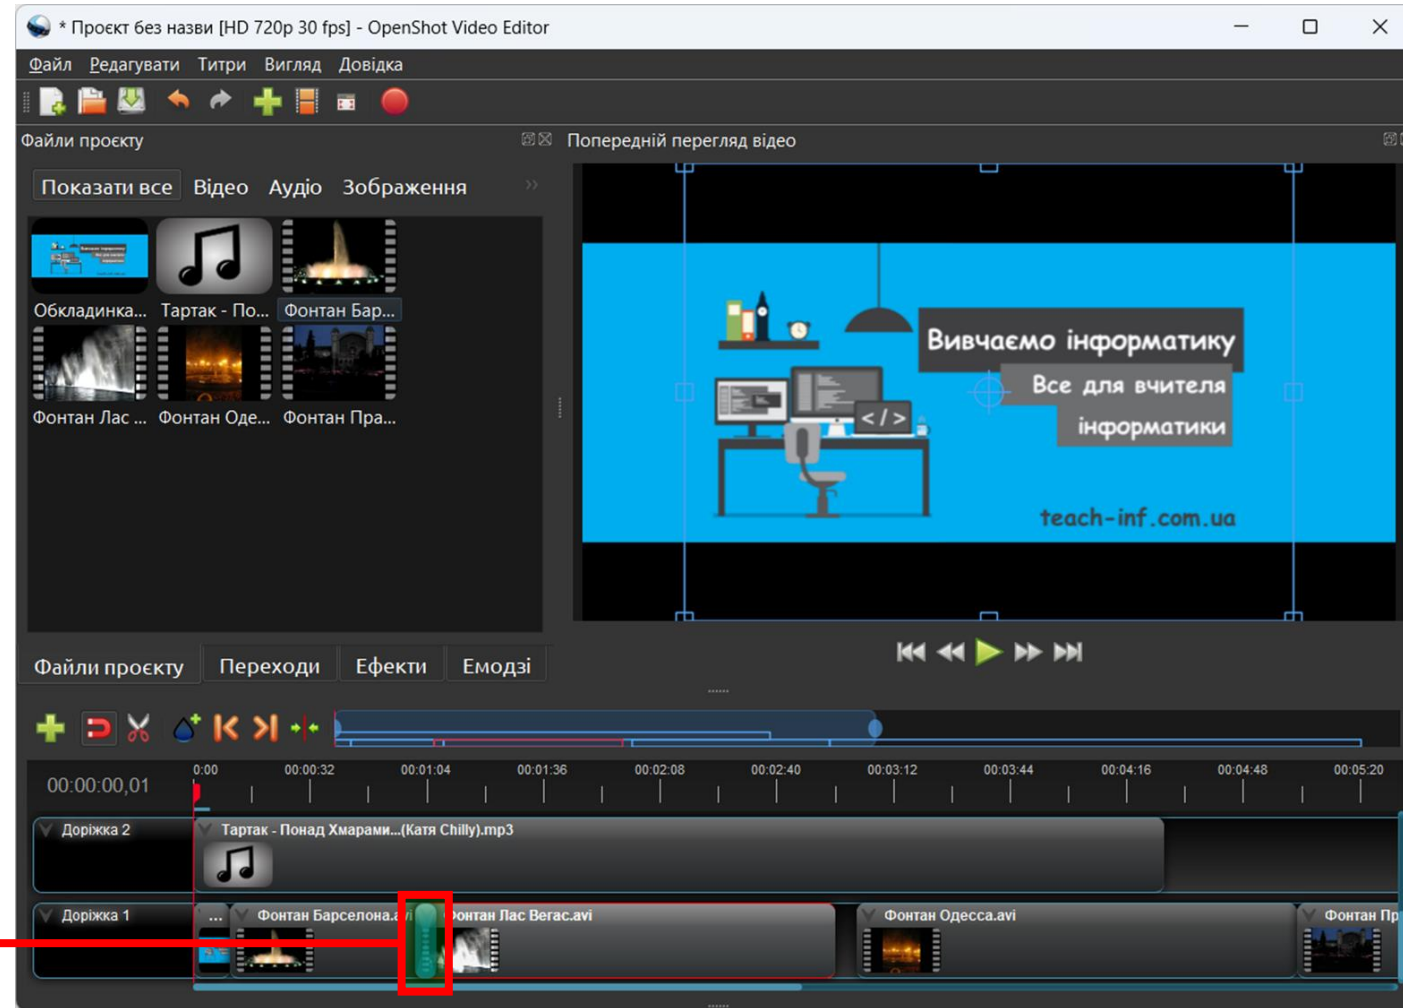 * Проєкт без назви [HD 720p 30 fps] - OpenShot Video Editor
Файл Редагувати Титри Вигляд Довідка
Файли проєкту
Попередній перегляд відео
Показати все Відео Аудіо Зображення
Обкладинка... Тартак - По... Фонтан Бар...
Фонтан Лас ... Фонтан Оде... Фонтан Пра...
Вивчаємо інформатику
Все для вчителя
інформатики
</>
teach-inf.com.ua
Файли проєкту Переходи Ефекти Емодзі
00:00:00,01
0:00 00:00:32 00:01:04 00:01:36 00:02:08 00:02:40 00:03:12 00:03:44 00:04:16 00:04:48 00:05:20
Доріжка 2
Тартак - Понад Хмарами...(Катя Chilly).mp3
Доріжка 1
... Фонтан Барселона.avi Фонтан Лас Вегас.avi Фонтан Одесса.avi Фонтан Пр